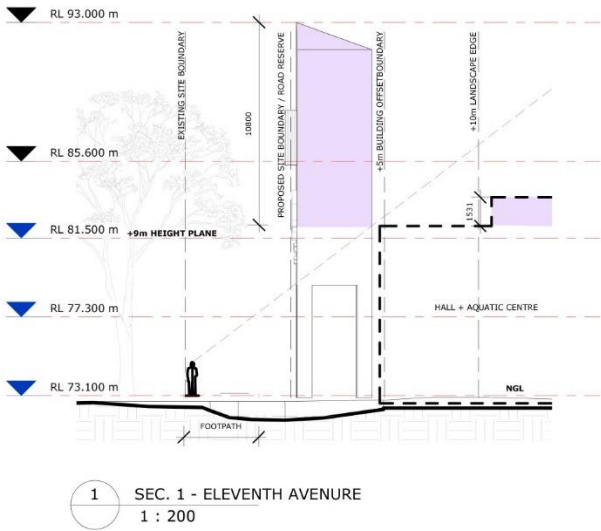 RL 93.000 m
EXISTING SITE BOUNDARY
10800
PROPOSED SITE BOUNDARY / ROAD RESERVE
+5m BUILDING OFFSETBOUNDARY
+10m LANDSCAPE EDGE
RL 85.600 m
1531
RL 81.500 m
+9m HEIGHT PLANE
RL 77.300 m
HALL + AQUATIC CENTRE
RL 73.100 m
NGL
FOOTPATH
1 SEC. 1 - ELEVENTH AVENURE
1 : 200